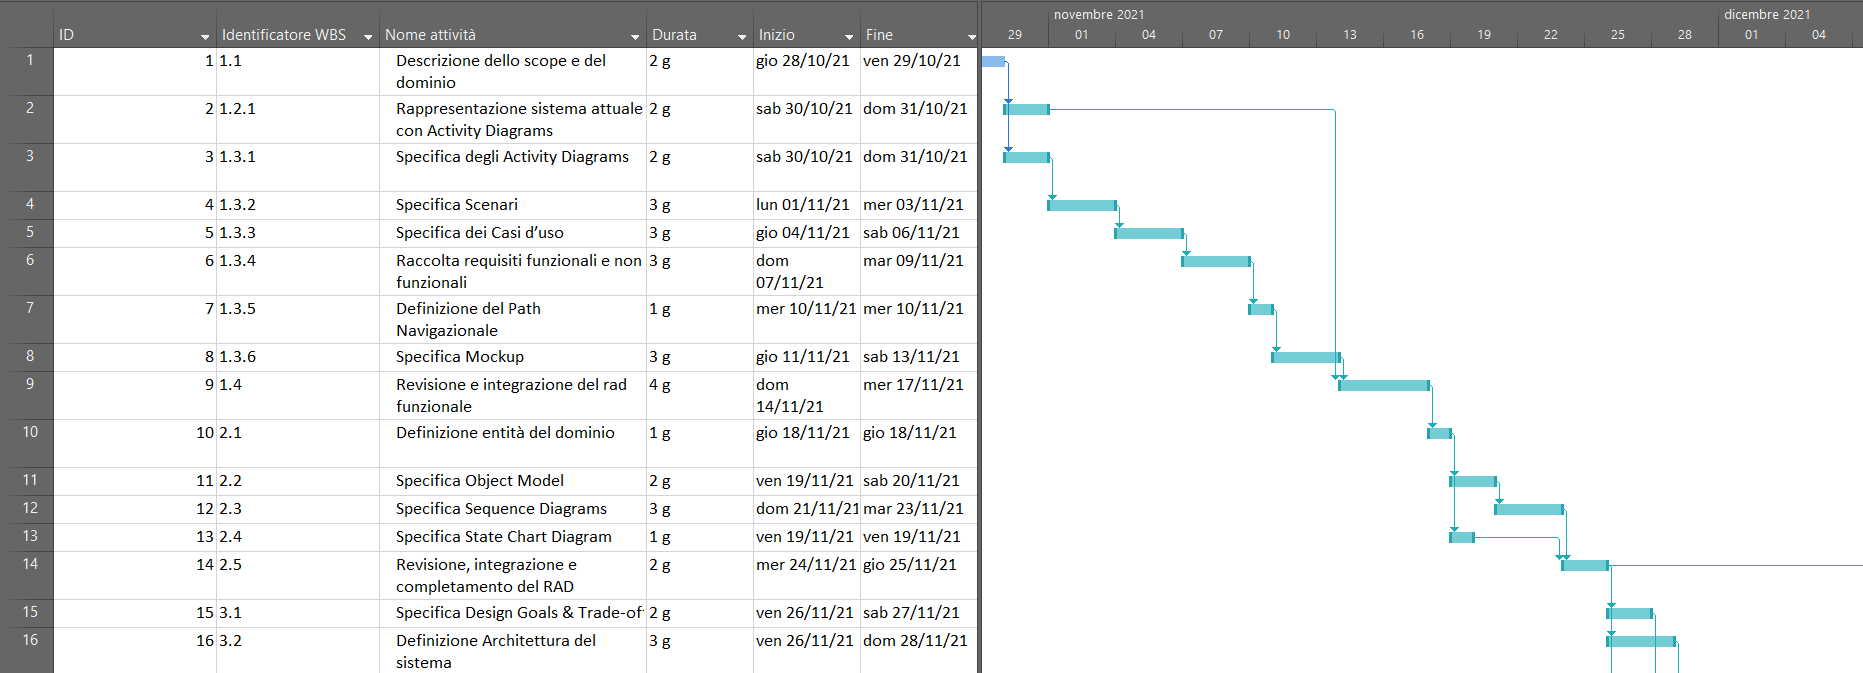 novembre 2021 dicembre 2021
ID Identificatore WBS Nome attività Durata Inizio Fine 29 01 04 07 10 13 16 19 22 25 28 01 04
1 1 1.1 Descrizione dello scope e del 2 g gio 28/10/21 ven 29/10/21
dominio
2 2 1.2.1 Rappresentazione sistema attuale 2 g sab 30/10/21 dom 31/10/21
con Activity Diagrams
3 3 1.3.1 Specifica degli Activity Diagrams 2 g sab 30/10/21 dom 31/10/21
4 4 1.3.2 Specifica Scenari 3 g lun 01/11/21 mer 03/11/21
5 5 1.3.3 Specifica dei Casi d’uso 3 g gio 04/11/21 sab 06/11/21
6 6 1.3.4 Raccolta requisiti funzionali e non 3 g dom mar 09/11/21
funzionali 07/11/21
7 7 1.3.5 Definizione del Path 1 g mer 10/11/21 mer 10/11/21
Navigazionale
8 8 1.3.6 Specifica Mockup 3 g gio 11/11/21 sab 13/11/21
9 9 1.4 Revisione e integrazione del rad 4 g dom mer 17/11/21
funzionale 14/11/21
10 10 2.1 Definizione entità del dominio 1 g gio 18/11/21 gio 18/11/21
11 11 2.2 Specifica Object Model 2 g ven 19/11/21 sab 20/11/21
12 12 2.3 Specifica Sequence Diagrams 3 g dom 21/11/21 mar 23/11/21
13 13 2.4 Specifica State Chart Diagram 1 g ven 19/11/21 ven 19/11/21
14 14 2.5 Revisione, integrazione e 2 g mer 24/11/21 gio 25/11/21
completamento del RAD
15 15 3.1 Specifica Design Goals & Trade-of 2 g ven 26/11/21 sab 27/11/21
16 16 3.2 Definizione Architettura del 3 g ven 26/11/21 dom 28/11/21
sistema